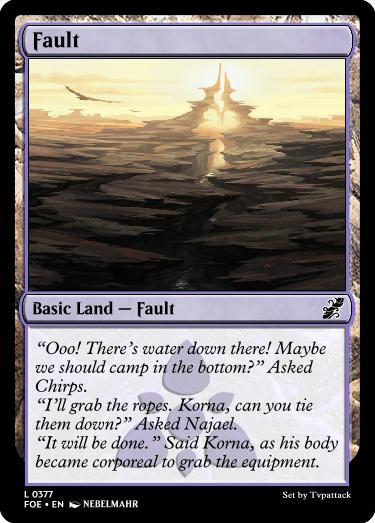 Fault
Basic Land — Fault
“Ooo! There’s water down there! Maybe
we should camp in the bottom?” Asked
Chirps.
“I’ll grab the ropes. Korna, can you tie
them down?” Asked Najael.
“It will be done.” Said Korna, as his body
became corporeal to grab the equipment.
L 0377
FOE • EN NEBELMAHR
Set by Tvpattack